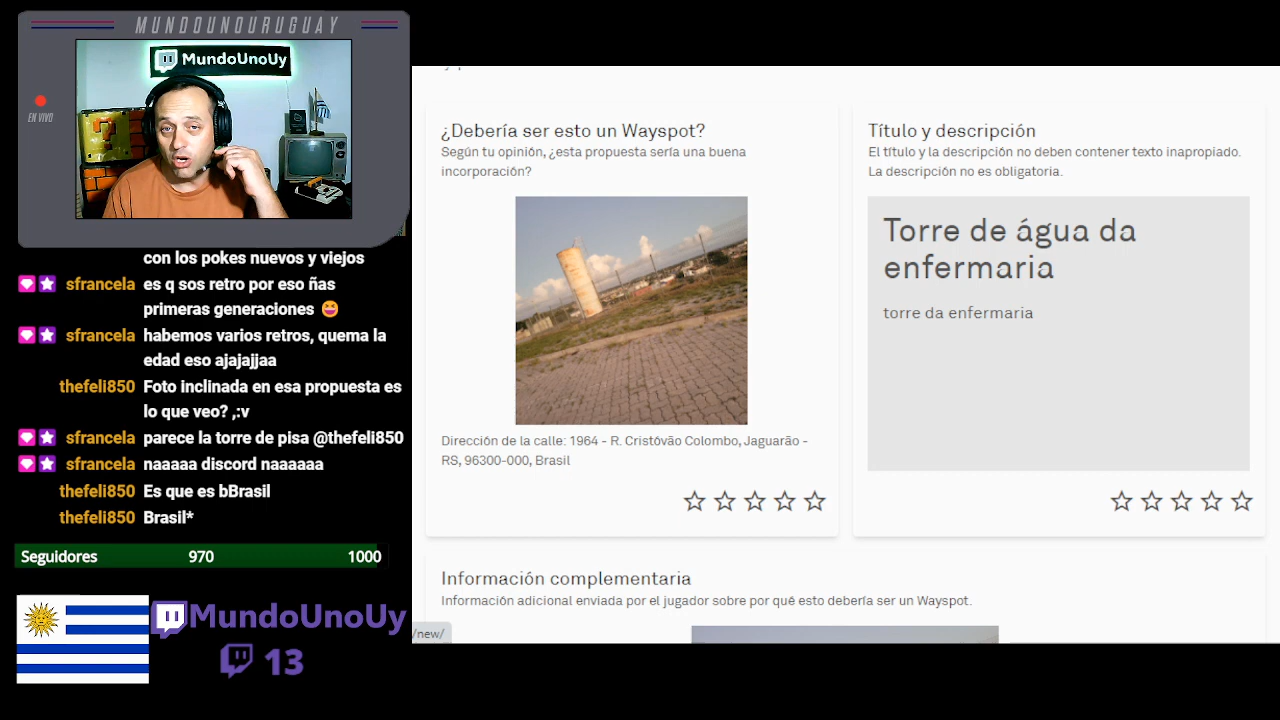 MUNDOUNOURUGUAY
MundoUnoUy
EN VIVO
con los pokes nuevos y viejos
sfrancela es q sos retro por eso ñas
primeras generaciones 😆
sfrancela habemos varios retros, quema la
edad eso ajajajjaa
thefeli850 Foto inclinada en esa propuesta es
lo que veo? ,:v
sfrancela parece la torre de pisa @thefeli850
sfrancela naaaaa discord naaaaaa
thefeli850 Es que es bBrasil
thefeli850 Brasil*
Seguidores 970 1000
MundoUnoUy
13
¿Debería ser esto un Wayspot?
Según tu opinión, ¿esta propuesta sería una buena
incorporación?
Dirección de la calle: 1964 - R. Cristóvão Colombo, Jaguarão -
RS, 96300-000, Brasil
Título y descripción
El título y la descripción no deben contener texto inapropiado.
La descripción no es obligatoria.
Torre de água da
enfermaria
torre da enfermaria
Información complementaria
Información adicional enviada por el jugador sobre por qué esto debería ser un Wayspot.
/new/